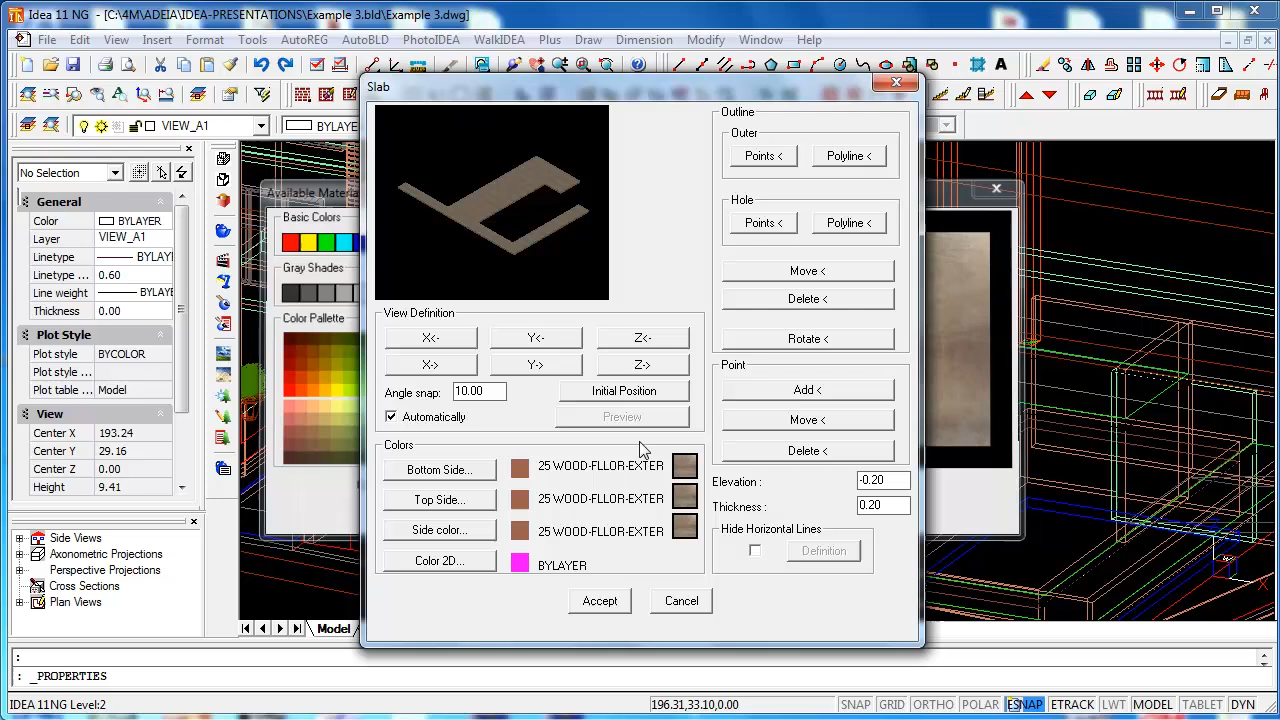 Idea 11 NG - [C:\4M\ADEIA\IDEA-PRESENTATIONS\Example 3.bld\Example 3.dwg]
File Edit View Insert Format Tools AutoREG AutoBLD PhotoIDEA WalkIDEA Plus Draw Dimension Modify Window Help
Slab
VIEW_A1
BYLAYER
No Selection
General
Color BYLAYER
Layer VIEW_A1
Linetype BYLAY
Linetype ... 0.60
Line weight BYLAYE
Thickness 0.00
Plot Style
Plot style BYCOLOR
Plot style
Plot table ... Model
View
Center X 193.24
Center Y 29.16
Center Z 0.00
Height 9.41
Side Views
Axonometric Projections
Perspective Projections
Cross Sections
Plan Views
Available Materia
Basic Colors
Gray Shades
Color Pallette
View Definition
X<- Y<- Z<-
X-> Y-> Z->
Angle snap: 10.00 Initial Position
Automatically Preview
Colors
Bottom Side... 25 WOOD-FLLOR-EXTER
Top Side... 25 WOOD-FLLOR-EXTER
Side color... 25 WOOD-FLLOR-EXTER
Color 2D... BYLAYER
Accept Cancel
Outline
Outer
Points < Polyline <
Hole
Points < Polyline <
Move <
Delete <
Rotate <
Point
Add <
Move <
Delete <
Elevation : -0.20
Thickness : 0.20
Hide Horizontal Lines
Definition
Model
:
: _PROPERTIES
IDEA 11NG Level:2 196.31,33.10,0.00 SNAP GRID ORTHO POLAR ESNAP ETRACK LWT MODEL TABLET DYN